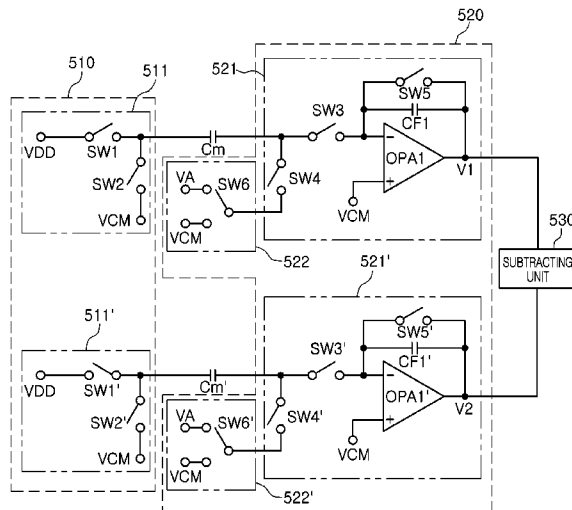 520
510
511
521
SW5
SW3
CF1
VDD
SW1
Cm
OPA1
V1
SW2
VA
SW6
SW4
VCM
VCM
VCM
522
530
SUBTRACTING
UNIT
521'
511'
SW5'
SW3'
CF1'
VDD
SW1'
Cm'
OPA1'
V2
SW2'
VA
SW6'
SW4'
VCM
VCM
VCM
522'